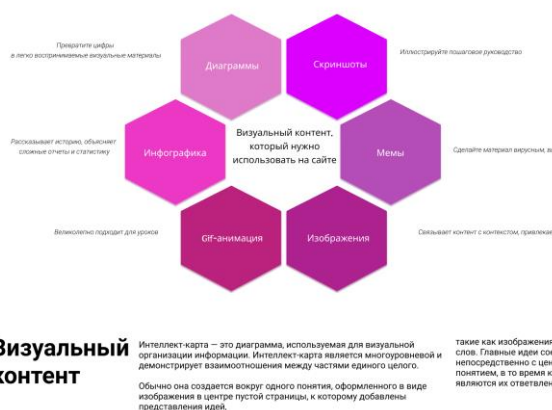 Превратите цифры
в легко воспринимаемые визуальные материалы
Диаграммы
Скриншоты
Иллюстрируйте пошаговое руководство
Рассказывает историю, объясняет
сложные отчеты и статистику
Инфографика
Визуальный контент,
который нужно
использовать на сайте
Мемы
Сделайте материал вирусным,
Великолепно подходит для уроков
Gif-анимация
Изображения
Связывает контент с контекстом,
Визуальный
контент
Интеллект-карта — это диаграмма, используемая для визуальной
организации информации. Интеллект-карта является многоуровневой и
демонстрирует взаимоотношения между частями единого целого.
Обычно она создается вокруг одного понятия, оформленного в виде
изображения в центре пустой страницы, к которому добавлены
представления идей,
такие как изображения
слов. Главные идеи
непосредственно с
понятием, в то время
являются их